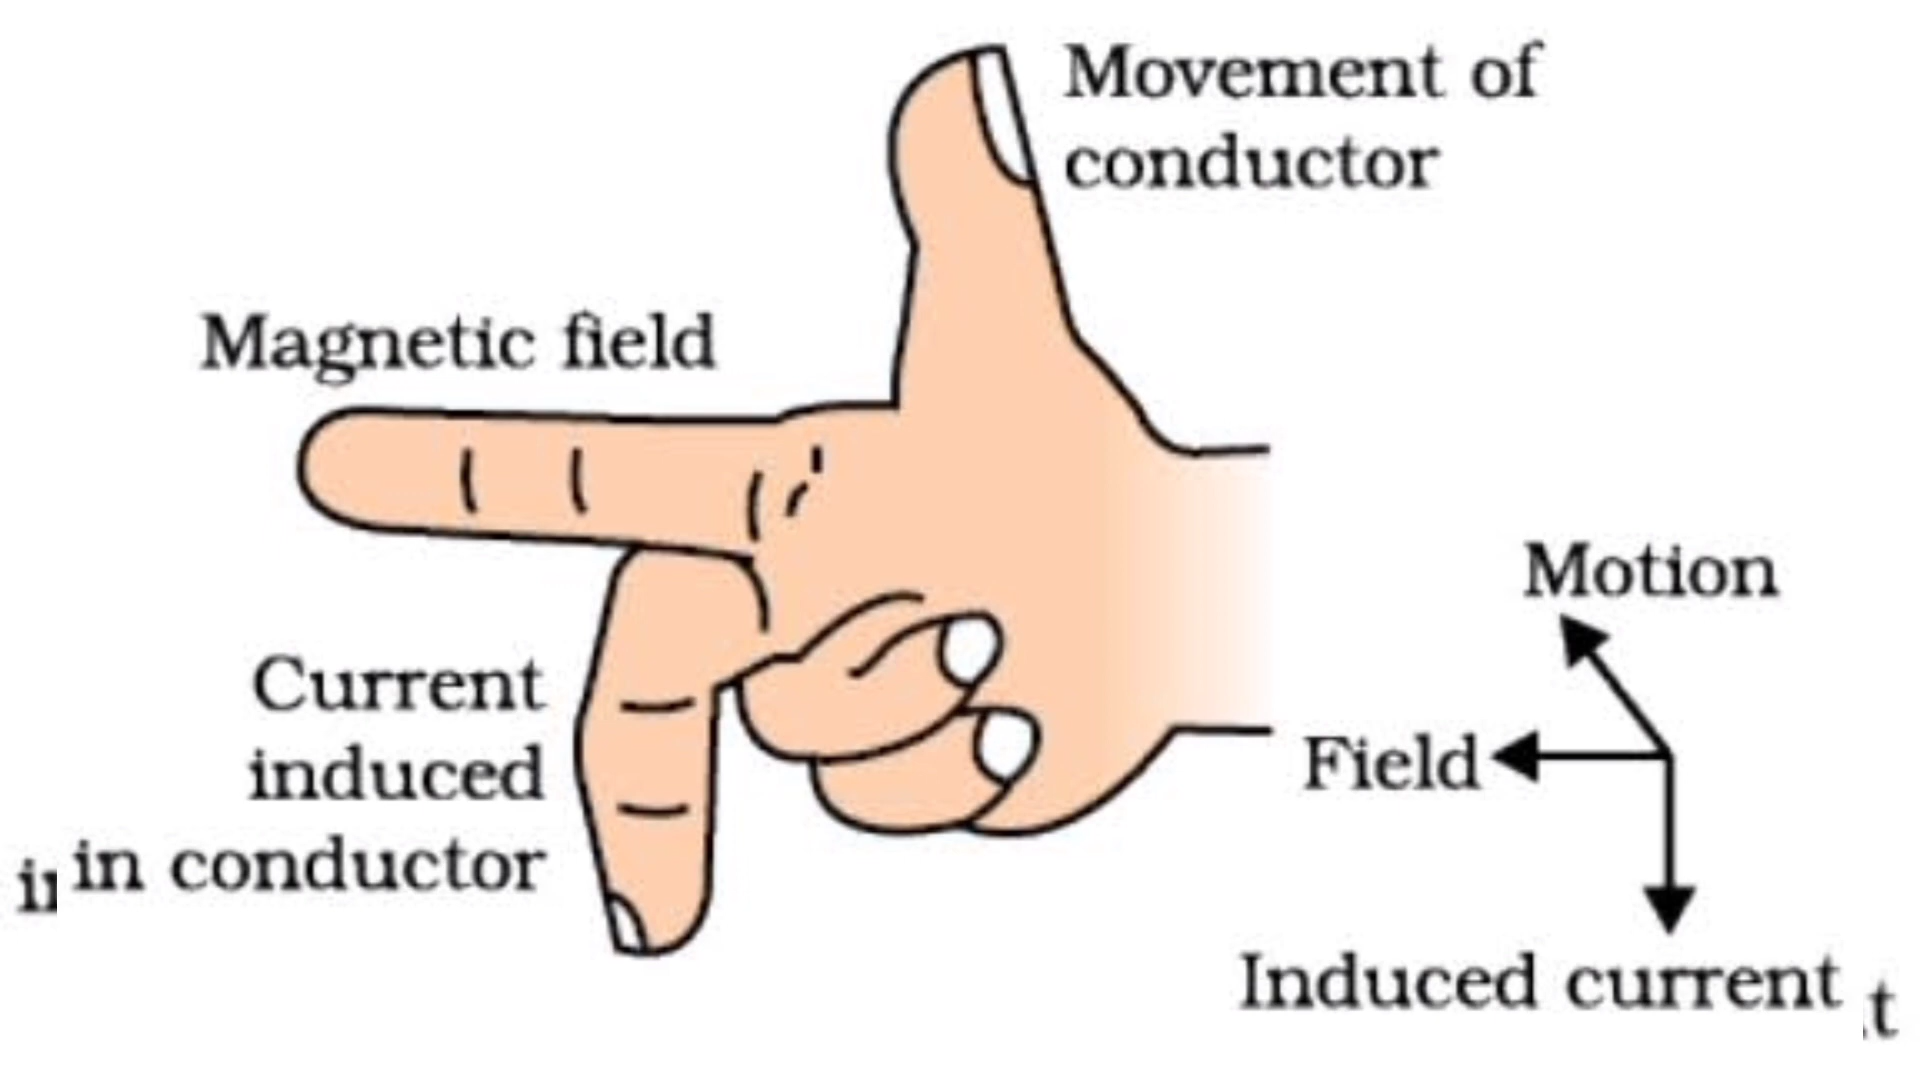 Movement of
conductor
Magnetic field
Current
induced
in conductor
Motion
Field
Induced current
t